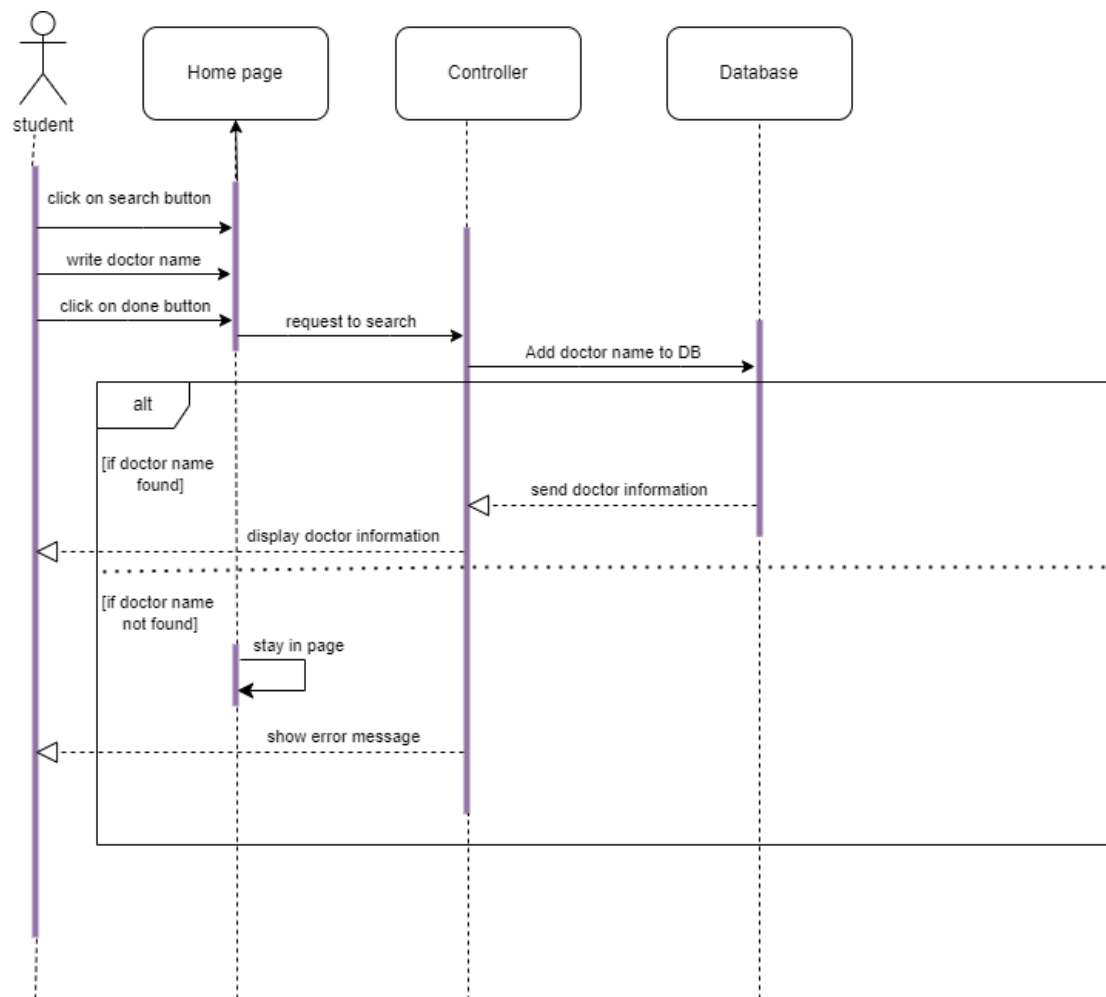 Home page
Controller
Database
student
click on search button
write doctor name
click on done button
request to search
Add doctor name to DB
alt
[if doctor name
found]
send doctor information
display doctor information
[if doctor name
not found]
stay in page
show error message